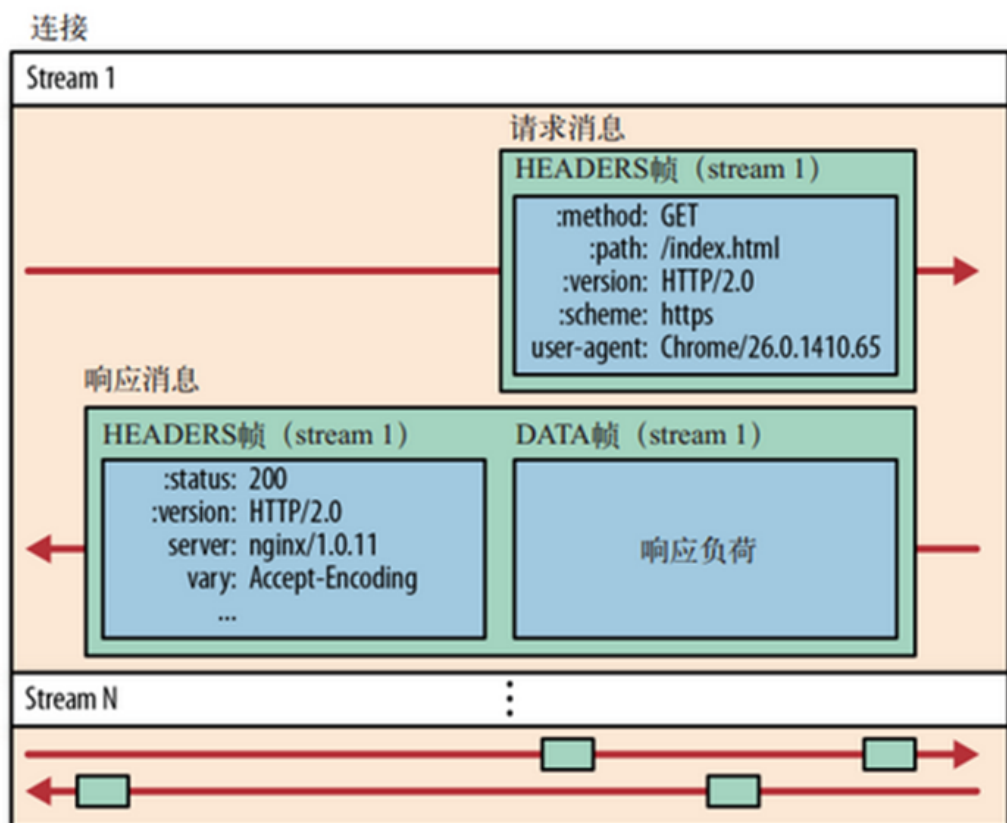 连接
Stream 1
请求消息
HEADERS帧（stream 1）
:method: GET
:path: /index.html
:version: HTTP/2.0
:scheme: https
user-agent: Chrome/26.0.1410.65
响应消息
HEADERS帧（stream 1）
:status: 200
:version: HTTP/2.0
server: nginx/1.0.11
vary: Accept-Encoding
...
DATA帧（stream 1）
响应负荷
Stream N
⋮